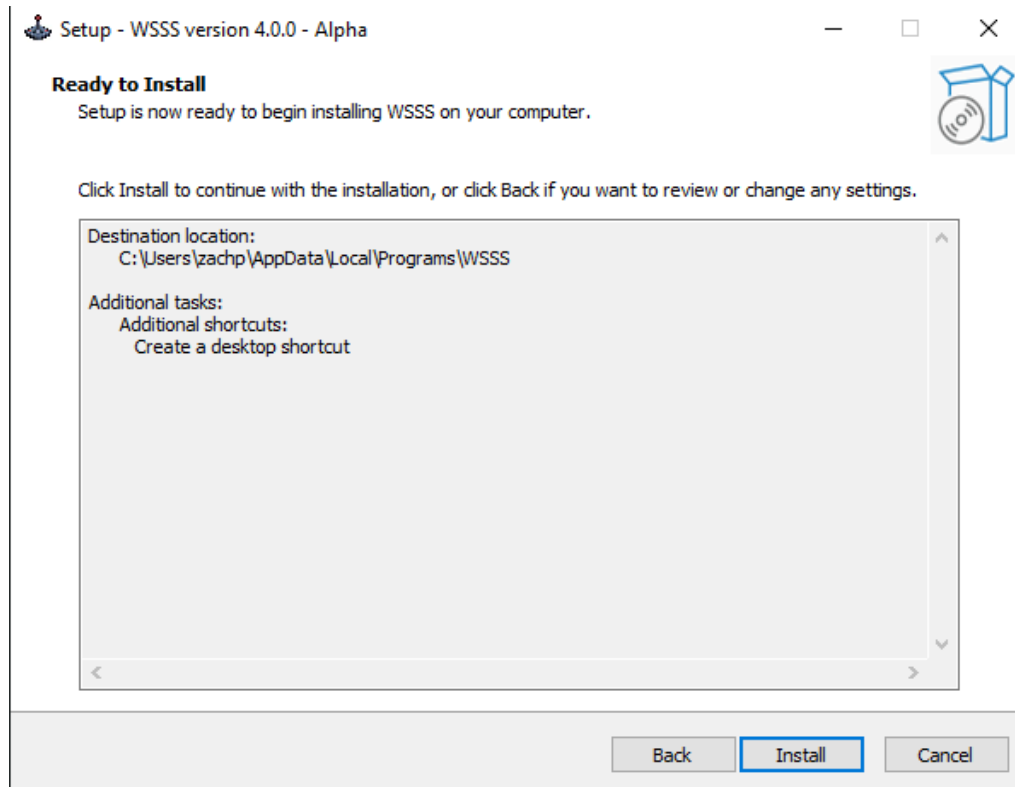 Setup - WSSS version 4.0.0 - Alpha
Ready to Install
Setup is now ready to begin installing WSSS on your computer.
Click Install to continue with the installation, or click Back if you want to review or change any settings.
Destination location:
C:\Users\zachp\AppData\Local\Programs\WSSS
Additional tasks:
Additional shortcuts:
Create a desktop shortcut
Back
Install
Cancel